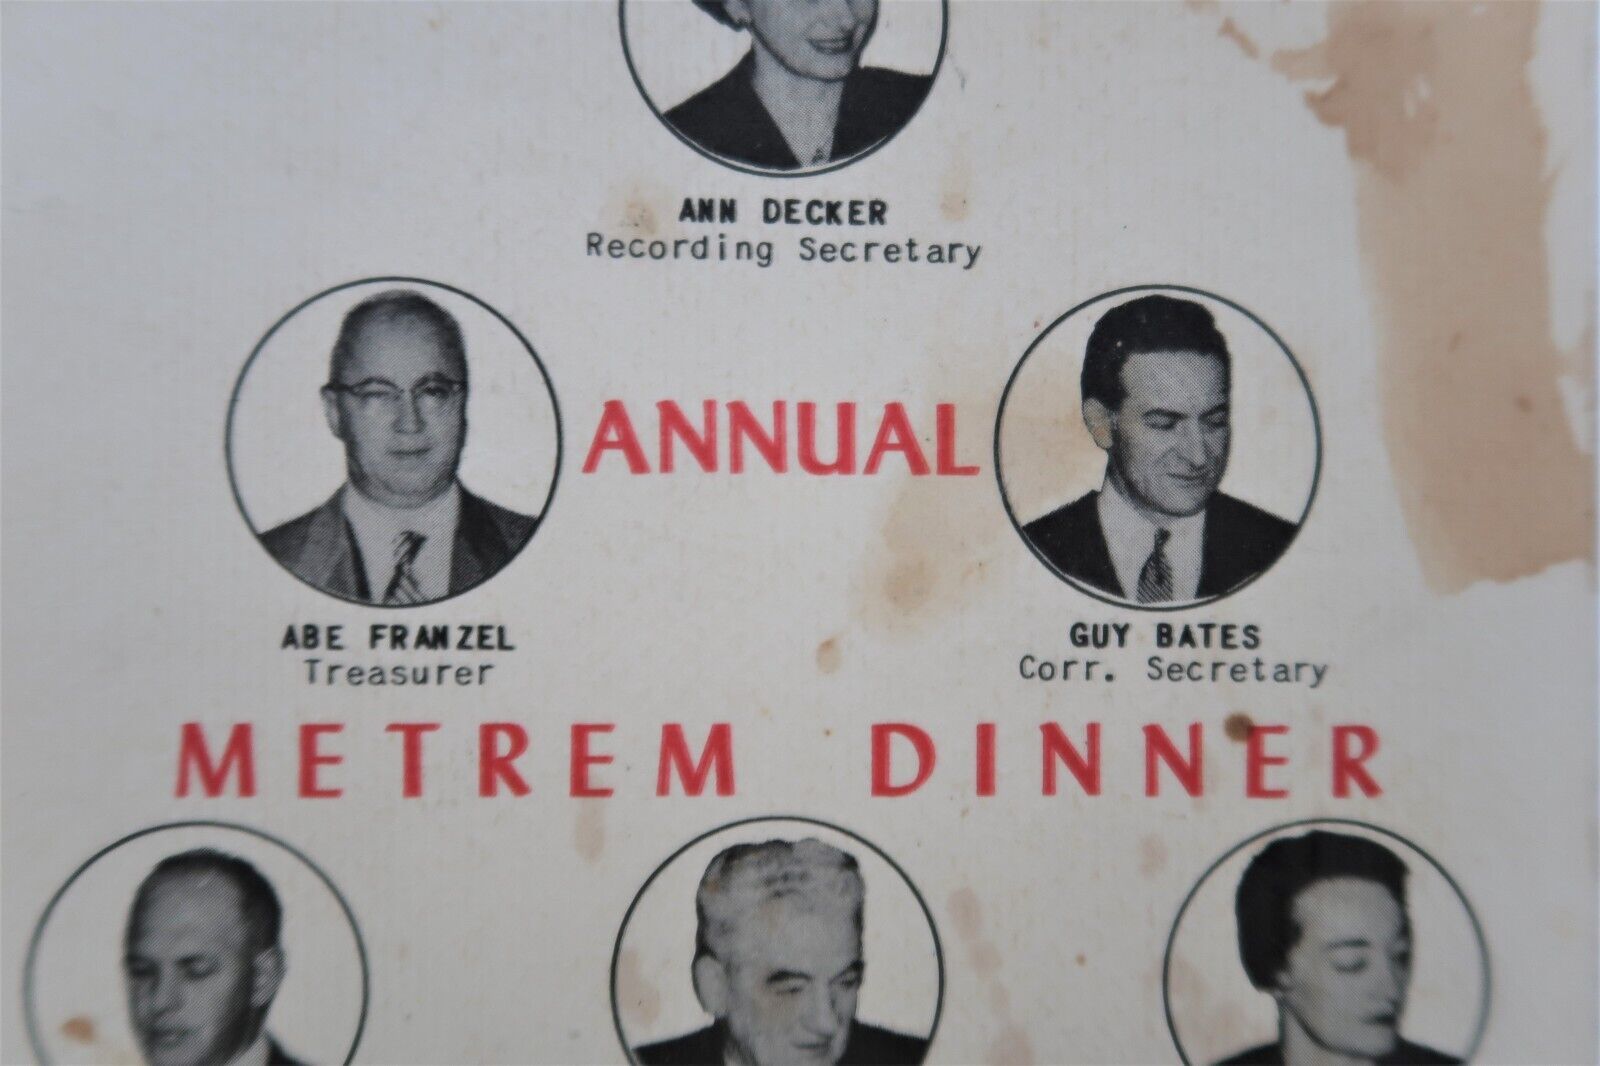 ANN DECKER
Recording Secretary
ANNUAL
ABE FRANZEL
Treasurer
GUY BATES
Corr. Secretary
METREM DINNER